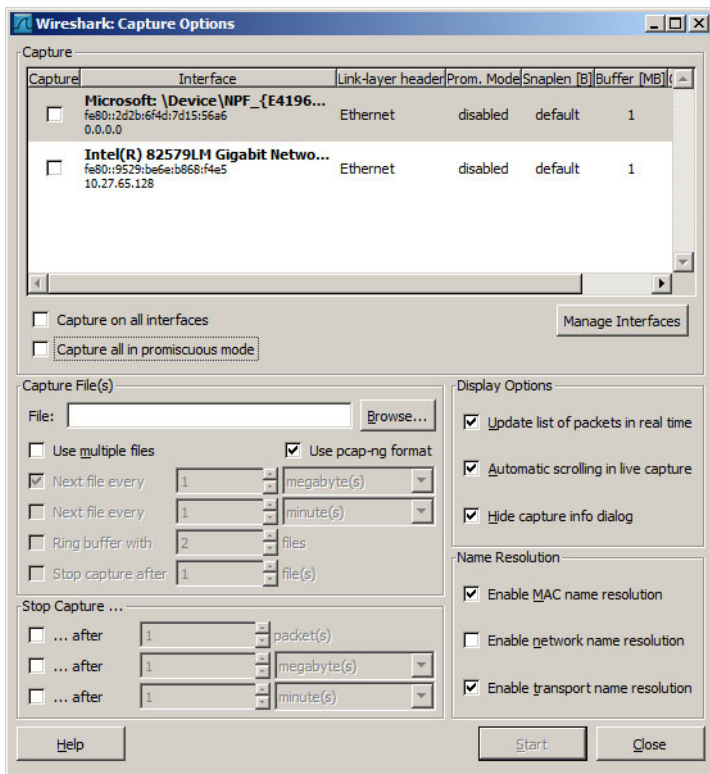 Wireshark: Capture Options
Capture
Capture Interface Link-layer header Prom. Mode Snaplen [B] Buffer [MB]
Microsoft: \Device\NPF_{E4196...
fe80::2d2b:6f4d:7d15:56a6
0.0.0.0
Ethernet disabled default 1
Intel(R) 82579LM Gigabit Netwo...
fe80::9529:be6e:b868:f4e5
10.27.65.128
Ethernet disabled default 1
Capture on all interfaces
Manage Interfaces
Capture all in promiscuous mode
Capture File(s)
File:
Browse...
Use multiple files
Use pcap-ng format
Next file every 1 megabyte(s)
Next file every 1 minute(s)
Ring buffer with 2 files
Stop capture after 1 file(s)
Stop Capture ...
... after 1 packet(s)
... after 1 megabyte(s)
... after 1 minute(s)
Display Options
Update list of packets in real time
Automatic scrolling in live capture
Hide capture info dialog
Name Resolution
Enable MAC name resolution
Enable network name resolution
Enable transport name resolution
Help
Start
Close